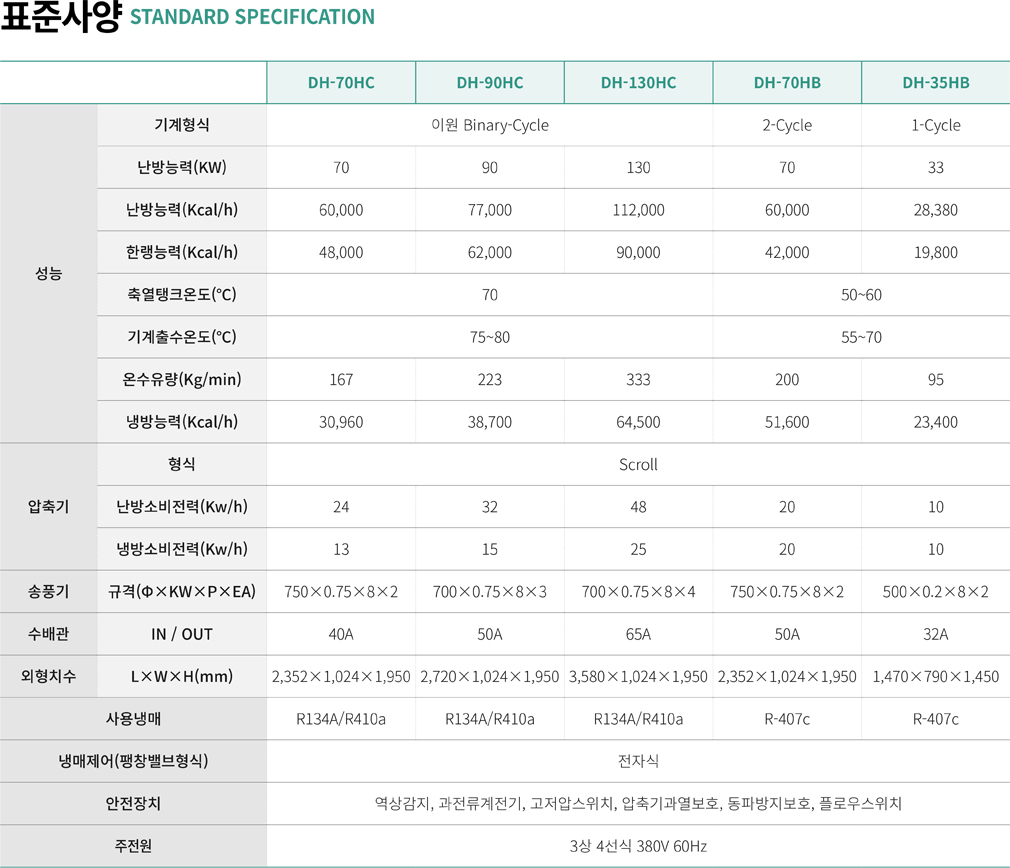 표준사양 STANDARD SPECIFICATION
DH-70HC DH-90HC DH-130HC DH-70HB DH-35HB
성능
기계형식 이원 Binary-Cycle 2-Cycle 1-Cycle
난방능력(KW) 70 90 130 70 33
난방능력(Kcal/h) 60,000 77,000 112,000 60,000 28,380
한랭능력(Kcal/h) 48,000 62,000 90,000 42,000 19,800
축열탱크온도(℃) 70 50~60
기계출수온도(℃) 75~80 55~70
온수유량(Kg/min) 167 223 333 200 95
냉방능력(Kcal/h) 30,960 38,700 64,500 51,600 23,400
압축기
형식 Scroll
난방소비전력(Kw/h) 24 32 48 20 10
냉방소비전력(Kw/h) 13 15 25 20 10
송풍기 규격(Φ×KW×P×EA) 750×0.75×8×2 700×0.75×8×3 700×0.75×8×4 750×0.75×8×2 500×0.2×8×2
수배관 IN / OUT 40A 50A 65A 50A 32A
외형치수 L×W×H(mm) 2,352×1,024×1,950 2,720×1,024×1,950 3,580×1,024×1,950 2,352×1,024×1,950 1,470×790×1,450
사용냉매 R134A/R410a R134A/R410a R134A/R410a R-407c R-407c
냉매제어(팽창밸브형식) 전자식
안전장치 역상감지, 과전류계전기, 고저압스위치, 압축기과열보호, 동파방지보호, 플로우스위치
주전원 3상 4선식 380V 60Hz